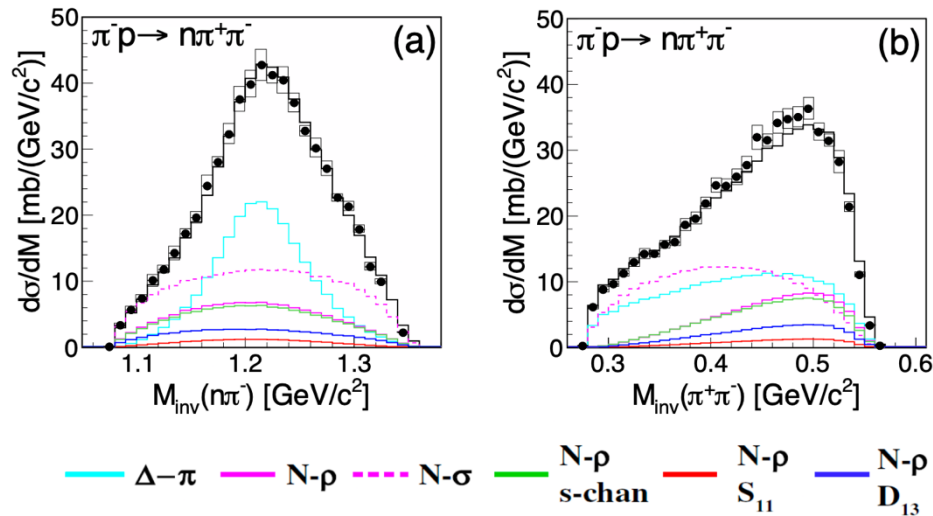 π⁻p→ nπ⁺π⁻ (a)
dσ/dM [mb/(GeV/c²)]
50
40
30
20
10
0
1.1 1.2 1.3
M_inv(nπ⁻) [GeV/c²]
π⁻p→ nπ⁺π⁻ (b)
dσ/dM [mb/(GeV/c²)]
50
40
30
20
10
0
0.3 0.4 0.5 0.6
M_inv(π⁺π⁻) [GeV/c²]
Δ−π
N-ρ
N-σ
N-ρ
s-chan
N-ρ
S₁₁
N-ρ
D₁₃